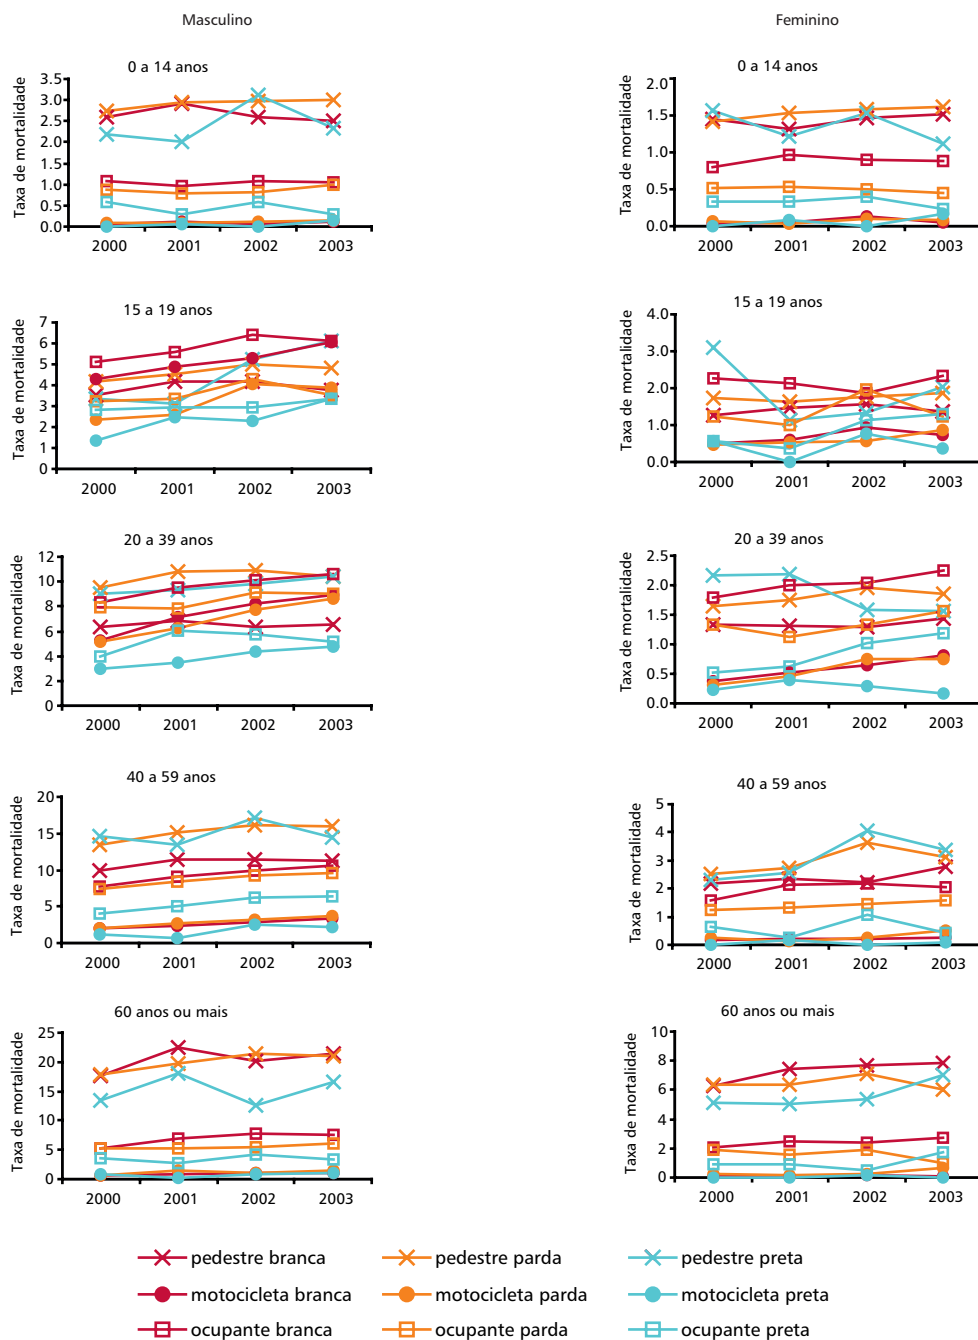 Masculino
Feminino
0 a 14 anos
Taxa de mortalidade
3.5
3.0
2.5
2.0
1.5
1.0
0.5
0.0
2000 2001 2002 2003
0 a 14 anos
Taxa de mortalidade
2.0
1.5
1.0
0.5
0.0
2000 2001 2002 2003
15 a 19 anos
Taxa de mortalidade
7
6
5
4
3
2
1
0
2000 2001 2002 2003
15 a 19 anos
Taxa de mortalidade
4.0
3.0
2.0
1.0
0.0
2000 2001 2002 2003
20 a 39 anos
Taxa de mortalidade
12
10
8
6
4
2
0
2000 2001 2002 2003
20 a 39 anos
Taxa de mortalidade
2.5
2.0
1.5
1.0
0.5
0.0
2000 2001 2002 2003
40 a 59 anos
Taxa de mortalidade
20
15
10
5
0
2000 2001 2002 2003
40 a 59 anos
Taxa de mortalidade
5
4
3
2
1
0
2000 2001 2002 2003
60 anos ou mais
Taxa de mortalidade
25
20
15
10
5
0
2000 2001 2002 2003
60 anos ou mais
Taxa de mortalidade
10
8
6
4
2
0
2000 2001 2002 2003
pedestre branca pedestre parda pedestre preta
motocicleta branca motocicleta parda motocicleta preta
ocupante branca ocupante parda ocupante preta